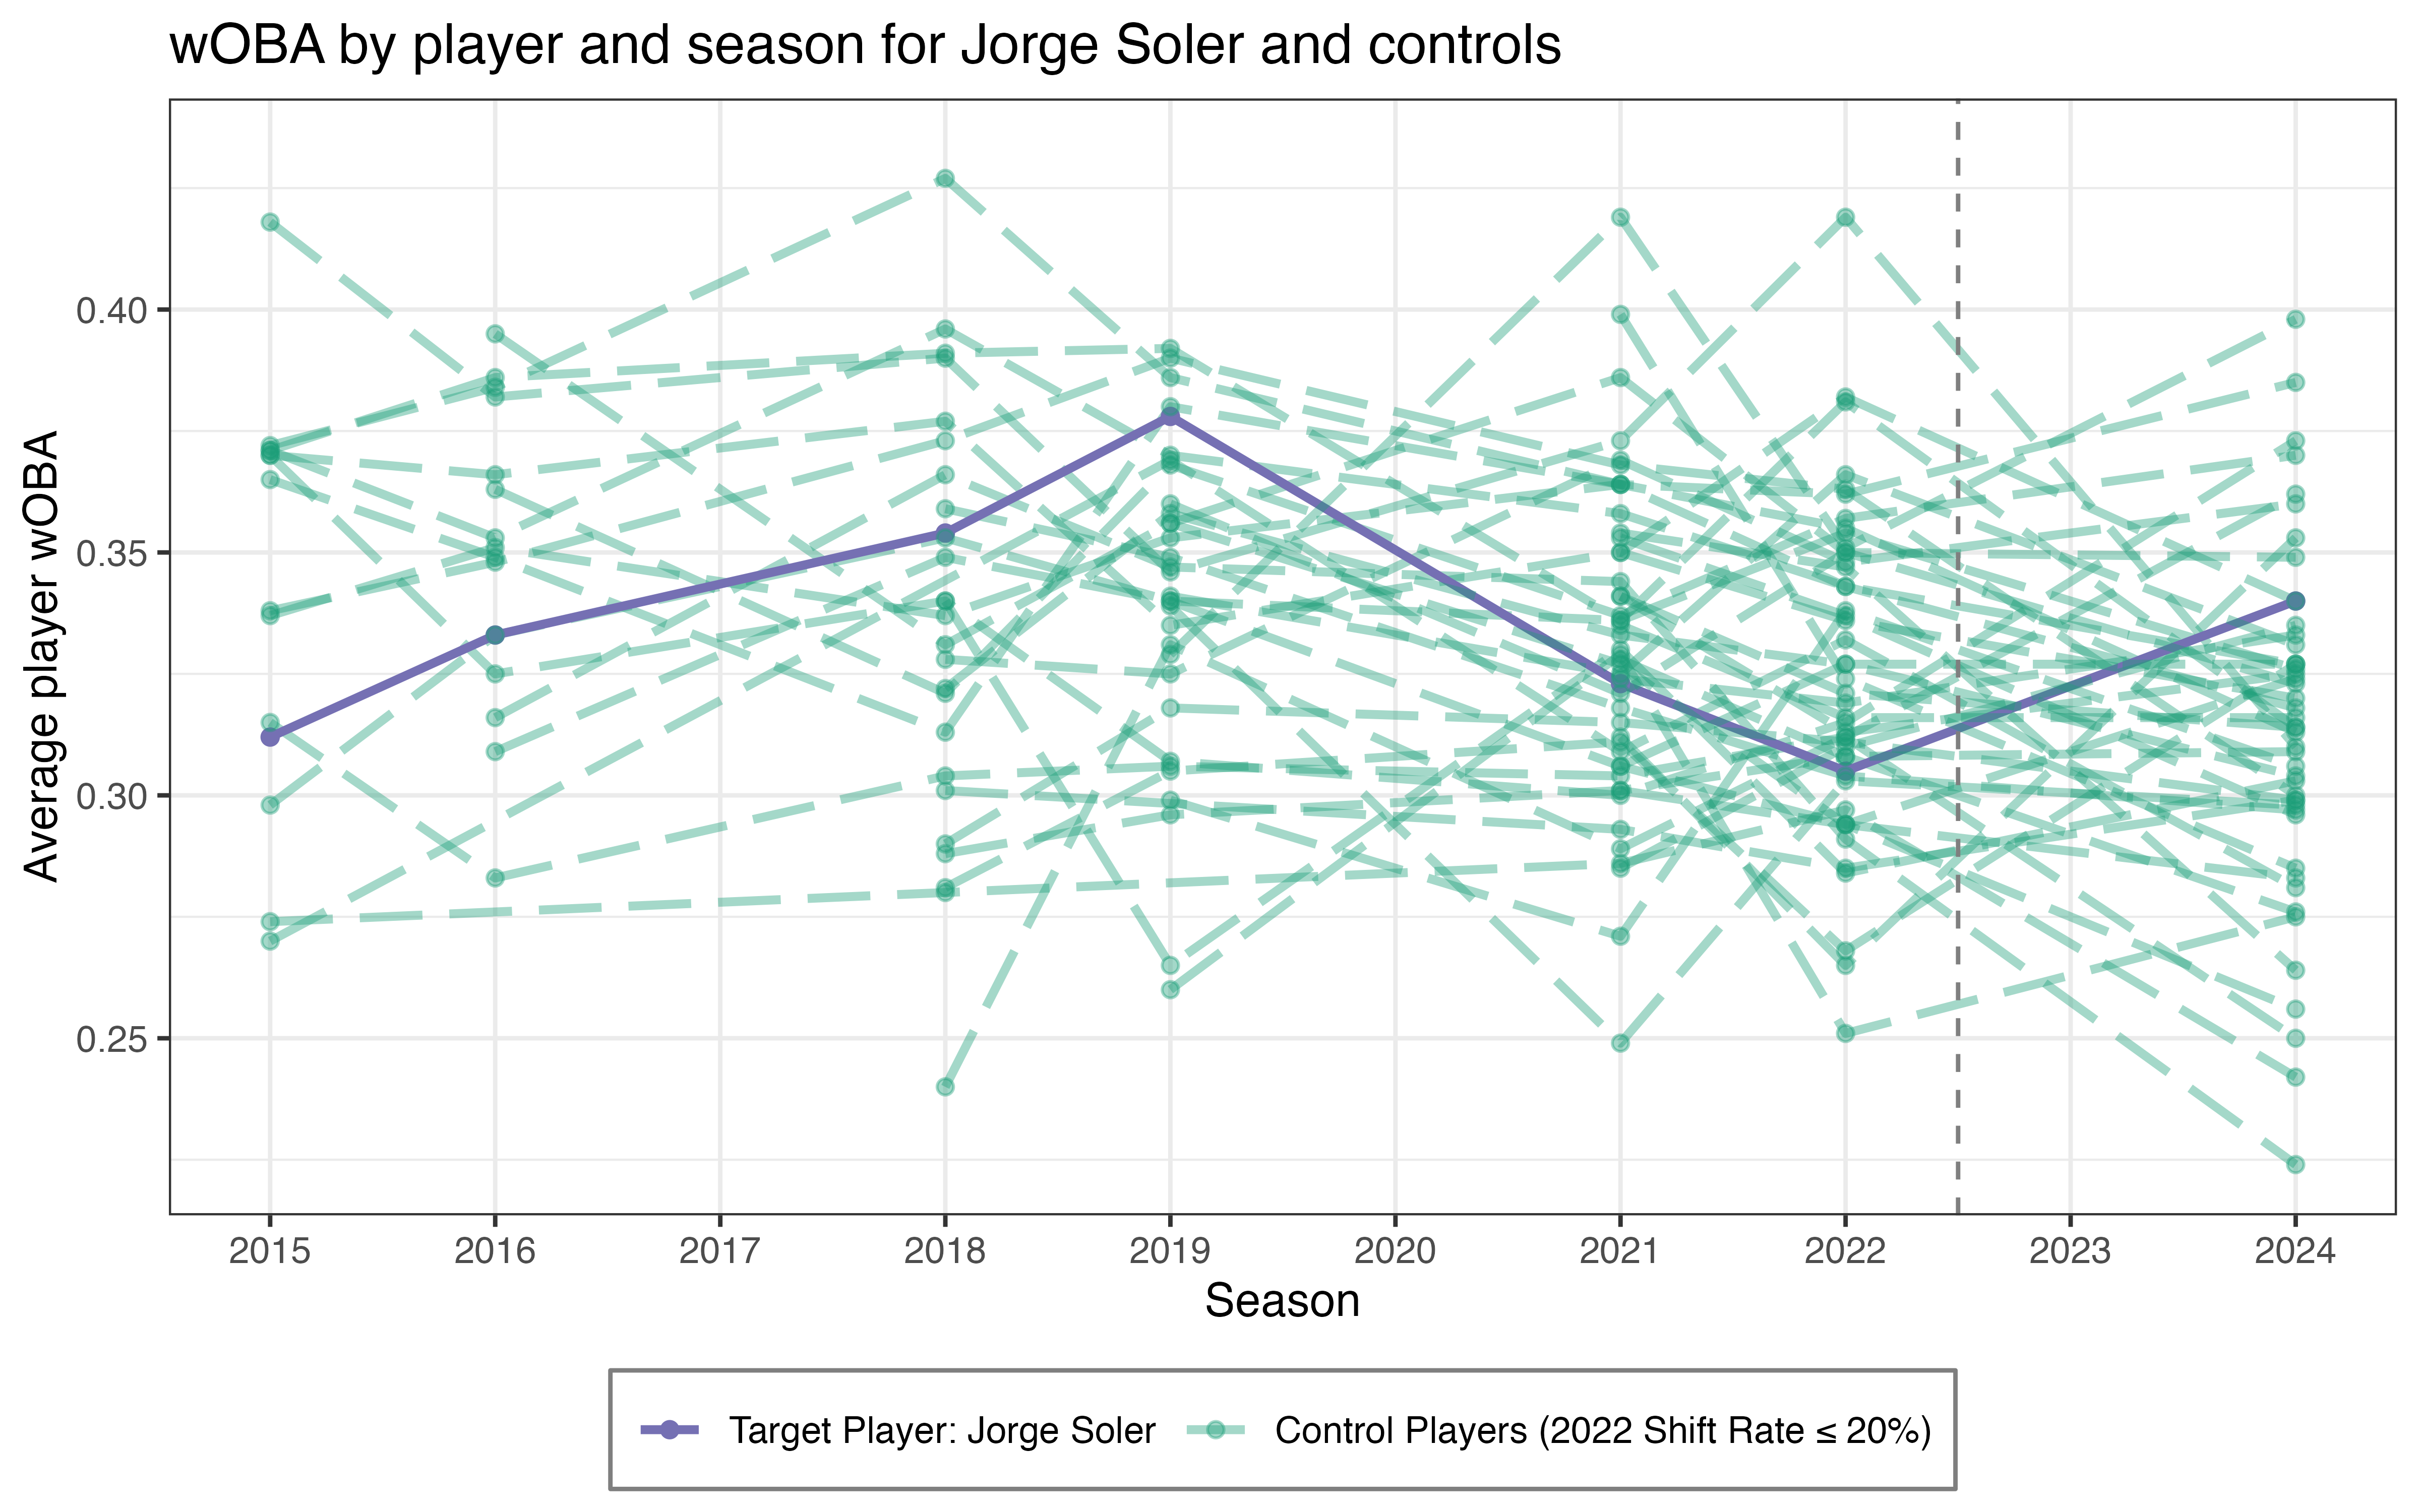 wOBA by player and season for Jorge Soler and controls
Average player wOBA
0.40
0.35
0.30
0.25
2015 2016 2017 2018 2019 2020 2021 2022 2023 2024
Season
Target Player: Jorge Soler Control Players (2022 Shift Rate ≤ 20%)